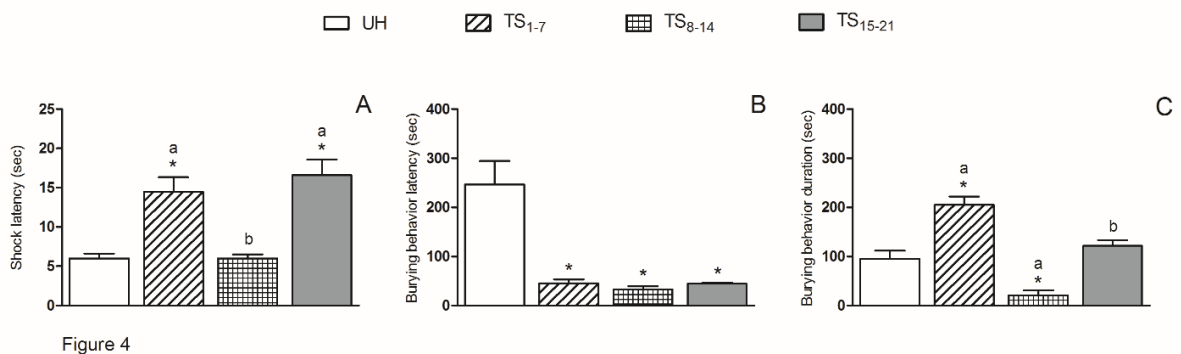 UH TS1-7 TS8-14 TS15-21
A
Shock latency (sec)
25
20
15
10
5
0
a
*
b
a
*
B
Burying behavior latency (sec)
400
300
200
100
0
* * *
C
Burying behavior duration (sec)
400
300
200
100
0
a
*
a
*
b
Figure 4